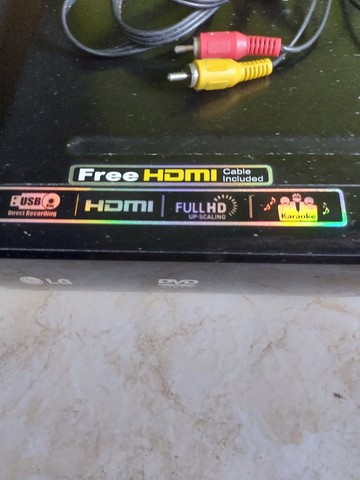 Free HDMI Cable
Included
USB
Direct Recording
HDMI
FULL HD
UP-SCALING
Karaoke
LG
DVD